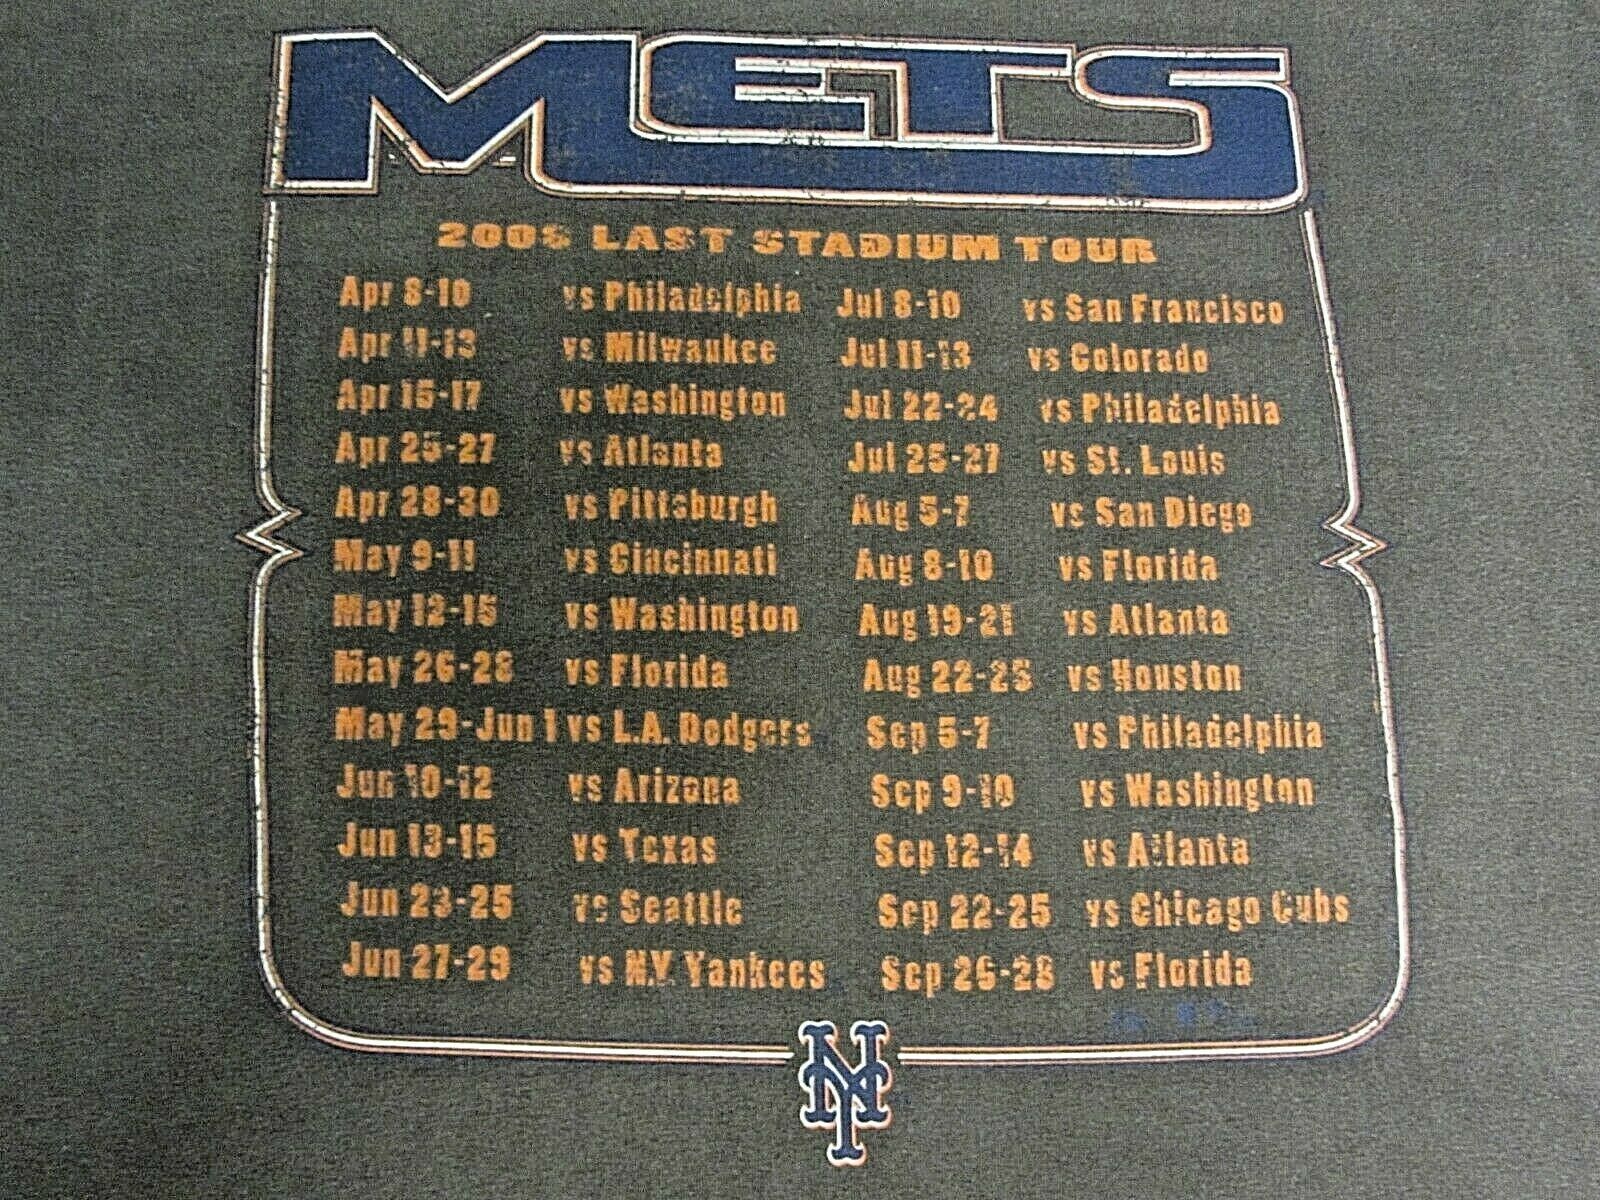 METS
2008 LAST STADIUM TOUR
Apr 8-10 vs Philadelphia
Apr 11-13 vs Milwaukee
Apr 15-17 vs Washington
Apr 25-27 vs Atlanta
Apr 28-30 vs Pittsburgh
May 9-11 vs Cincinnati
May 12-15 vs Washington
May 26-28 vs Florida
May 29-Jun 1 vs L.A. Dodgers
Jun 10-12 vs Arizona
Jun 13-15 vs Texas
Jun 23-25 vs Seattle
Jun 27-29 vs N.Y. Yankees
Jul 8-10 vs San Francisco
Jul 11-13 vs Colorado
Jul 22-24 vs Philadelphia
Jul 25-27 vs St. Louis
Aug 5-7 vs San Diego
Aug 8-10 vs Florida
Aug 19-21 vs Atlanta
Aug 22-25 vs Houston
Sep 5-7 vs Philadelphia
Sep 9-10 vs Washington
Sep 12-14 vs Atlanta
Sep 22-25 vs Chicago Cubs
Sep 26-28 vs Florida
NY